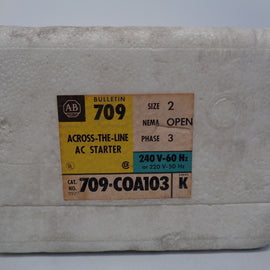 AB
BULLETIN
709
ACROSS-THE-LINE
AC STARTER
SIZE 2
NEMA OPEN
PHASE 3
240 V-60 Hz
or 220 V-50 Hz
CAT. NO. 709-COA103
SERIES K